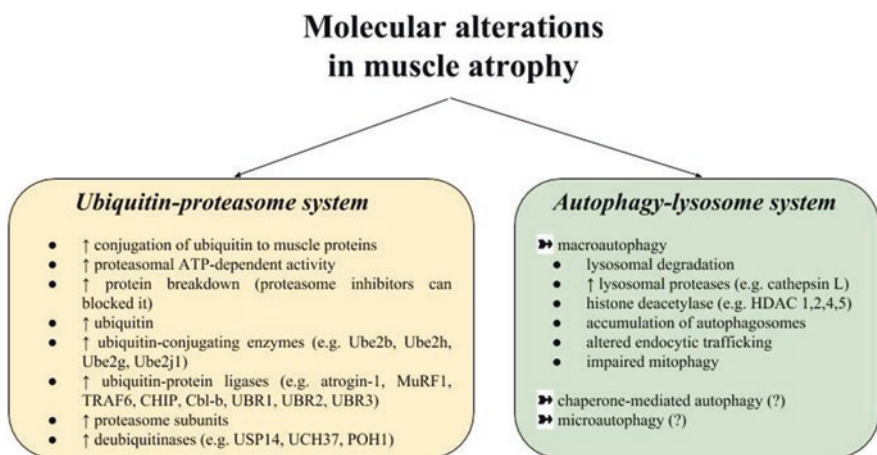 Molecular alterations
in muscle atrophy
Ubiquitin-proteasome system
● ↑ conjugation of ubiquitin to muscle proteins
● ↑ proteasomal ATP-dependent activity
● ↑ protein breakdown (proteasome inhibitors can
blocked it)
● ↑ ubiquitin
● ↑ ubiquitin-conjugating enzymes (e.g. Ube2b, Ube2h,
Ube2g, Ube2j1)
● ↑ ubiquitin-protein ligases (e.g. atrogin-1, MuRF1,
TRAF6, CHIP, Cbl-b, UBR1, UBR2, UBR3)
● ↑ proteasome subunits
● ↑ deubiquitinases (e.g. USP14, UCH37, POH1)
Autophagy-lysosome system
➽ macroautophagy
● lysosomal degradation
● ↑ lysosomal proteases (e.g. cathepsin L)
● histone deacetylase (e.g. HDAC 1,2,4,5)
● accumulation of autophagosomes
● altered endocytic trafficking
● impaired mitophagy
➽ chaperone-mediated autophagy (?)
➽ microautophagy (?)